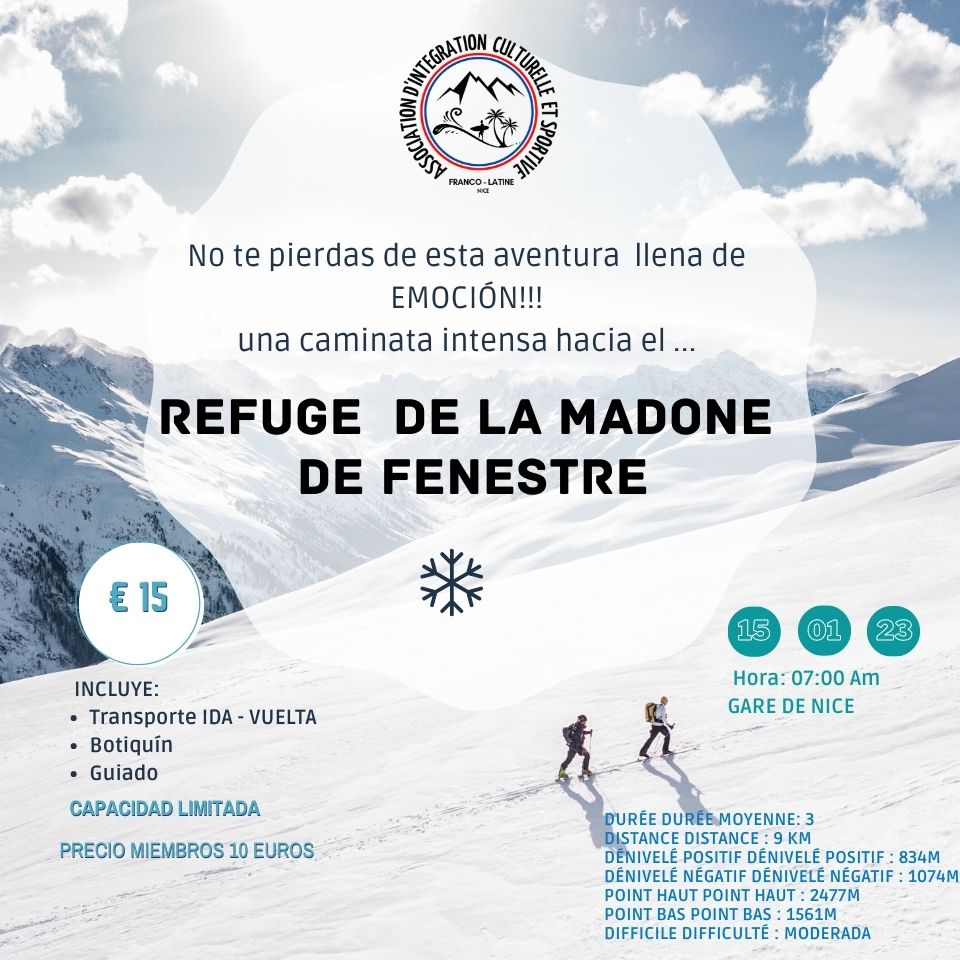 ASSOCIATION D'INTEGRATION CULTURELLE ET SPORTIVE
FRANCO - LATINE
NICE
No te pierdas de esta aventura llena de
EMOCIÓN!!!
una caminata intensa hacia el ...
REFUGE DE LA MADONE
DE FENESTRE
€ 15
INCLUYE:
• Transporte IDA - VUELTA
• Botiquín
• Guiado
CAPACIDAD LIMITADA
PRECIO MIEMBROS 10 EUROS
15 01 23
Hora: 07:00 Am
GARE DE NICE
DURÉE DURÉE MOYENNE: 3
DISTANCE DISTANCE : 9 KM
DÉNIVELÉ POSITIF DÉNIVELÉ POSITIF : 834M
DÉNIVELÉ NÉGATIF DÉNIVELÉ NÉGATIF : 1074M
POINT HAUT POINT HAUT : 2477M
POINT BAS POINT BAS : 1561M
DIFFICILE DIFFICULTÉ : MODERADA